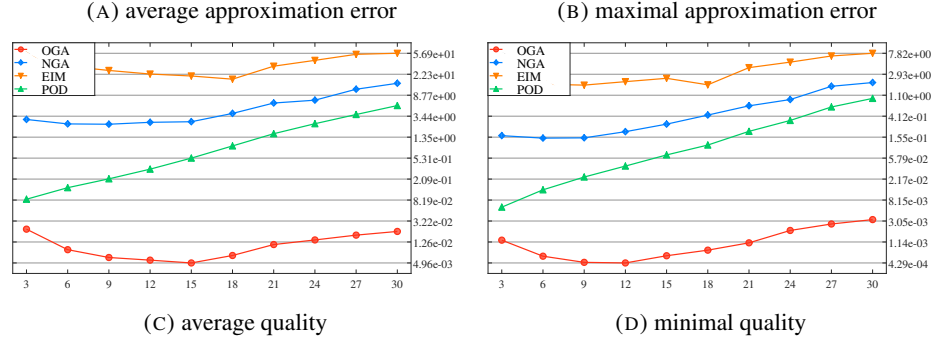 (A) average approximation error
(B) maximal approximation error
OGA
NGA
EIM
POD
5.69e+01
2.23e+01
8.77e+00
3.44e+00
1.35e+00
5.31e-01
2.09e-01
8.19e-02
3.22e-02
1.26e-02
4.96e-03
3 6 9 12 15 18 21 24 27 30
OGA
NGA
EIM
POD
7.82e+00
2.93e+00
1.10e+00
4.12e-01
1.55e-01
5.79e-02
2.17e-02
8.15e-03
3.05e-03
1.14e-03
4.29e-04
3 6 9 12 15 18 21 24 27 30
(C) average quality
(D) minimal quality